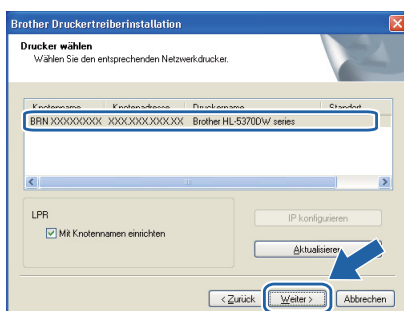 Brother Druckertreiberinstallation
Drucker wählen
Wählen Sie den entsprechenden Netzwerkdrucker.
Knotenname Knotenadresse Druckername Standort
BRN XXXXXXXXX XXX.XXX.XXX.XX Brother HL-5370DW series
LPR
Mit Knotennamen einrichten
IP konfigurieren
Aktualisieren
< Zurück Weiter > Abbrechen